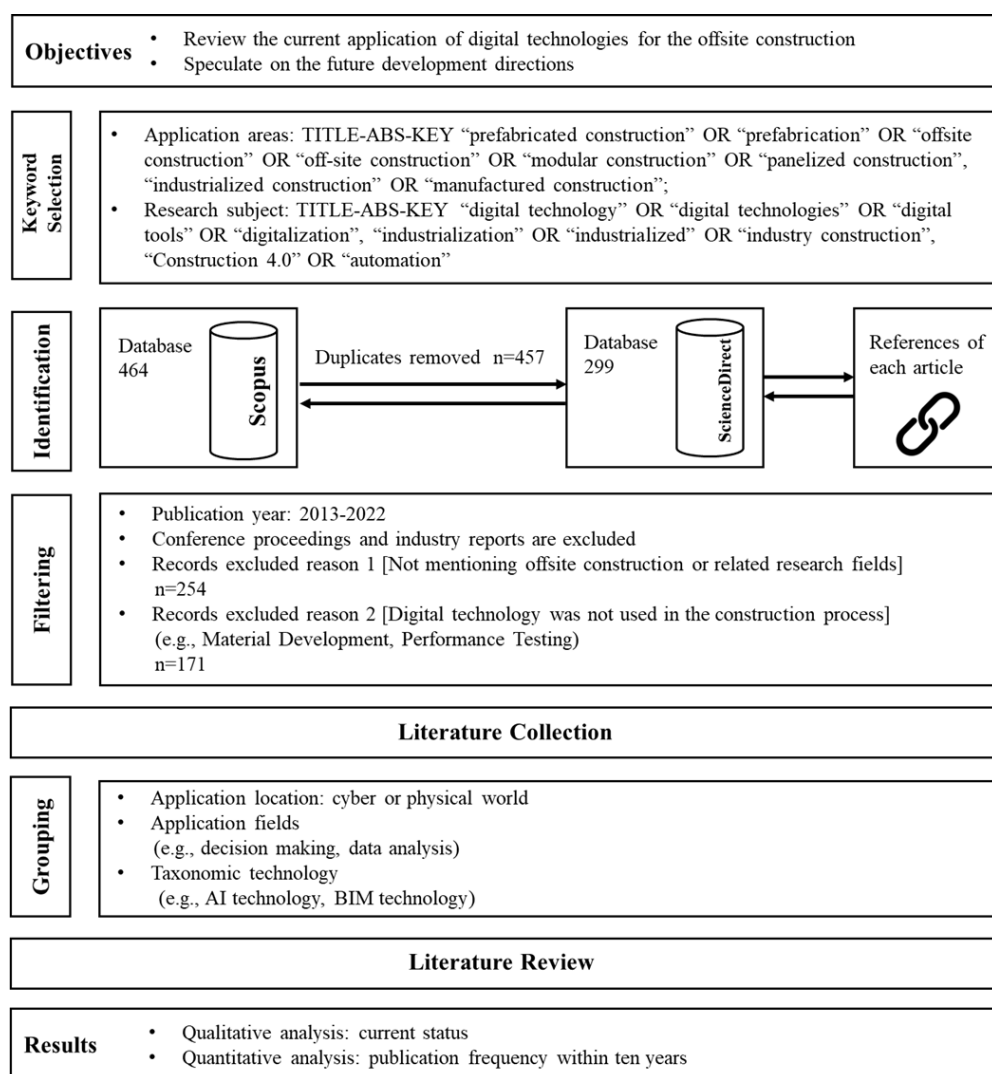 Objectives
• Review the current application of digital technologies for the offsite construction
• Speculate on the future development directions
Keyword
Selection
• Application areas: TITLE-ABS-KEY “prefabricated construction” OR “prefabrication” OR “offsite
construction” OR “off-site construction” OR “modular construction” OR “panelized construction”,
“industrialized construction” OR “manufactured construction”;
• Research subject: TITLE-ABS-KEY “digital technology” OR “digital technologies” OR “digital
tools” OR “digitalization”, “industrialization” OR “industrialized” OR “industry construction”,
“Construction 4.0” OR “automation”
Identification
Database
464
Scopus
Duplicates removed n=457
Database
299
ScienceDirect
References of
each article
Filtering
• Publication year: 2013-2022
• Conference proceedings and industry reports are excluded
• Records excluded reason 1 [Not mentioning offsite construction or related research fields]
n=254
• Records excluded reason 2 [Digital technology was not used in the construction process]
(e.g., Material Development, Performance Testing)
n=171
Literature Collection
Grouping
• Application location: cyber or physical world
• Application fields
(e.g., decision making, data analysis)
• Taxonomic technology
(e.g., AI technology, BIM technology)
Literature Review
Results
• Qualitative analysis: current status
• Quantitative analysis: publication frequency within ten years